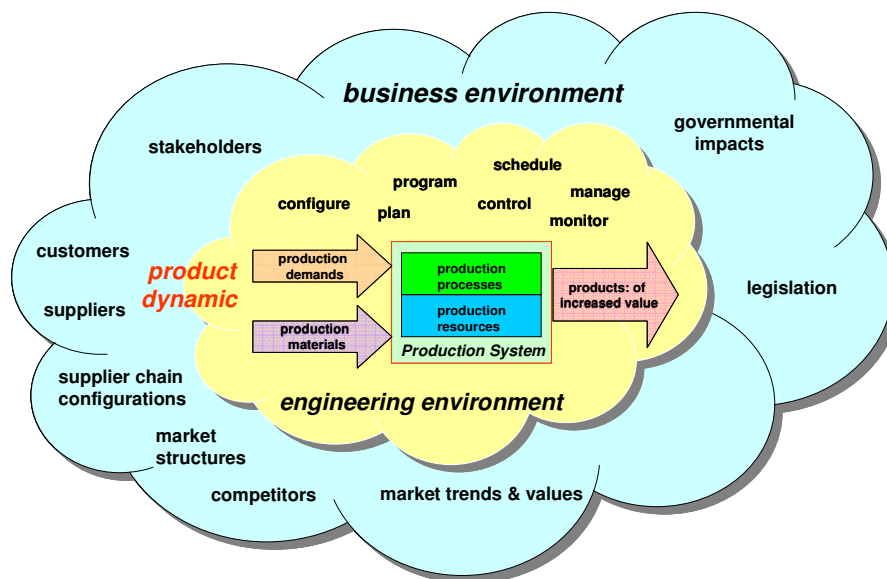 business environment
governmental
impacts
stakeholders
schedule
program
manage
configure
control
plan
monitor
customers
product
dynamic
production
demands
production
processes
products: of
increased value
legislation
suppliers
production
materials
production
resources
Production System
supplier chain
configurations
engineering environment
market
structures
competitors
market trends & values